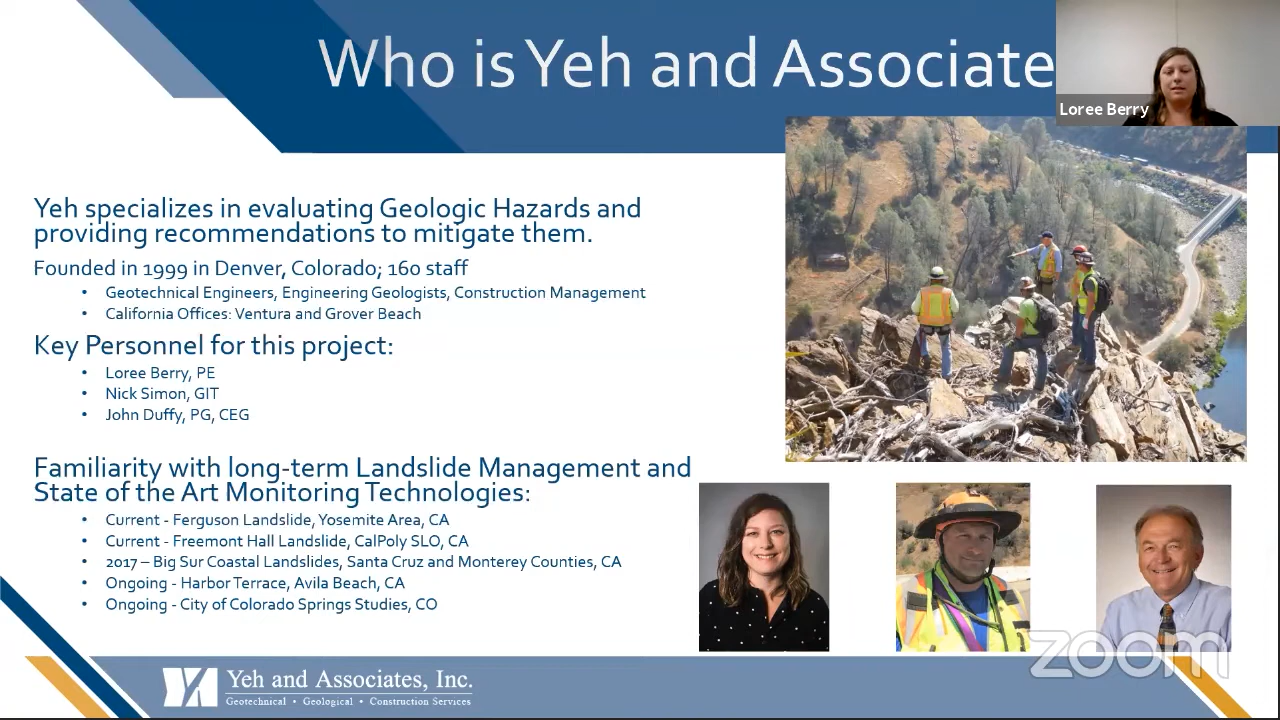 Who is Yeh and Associate
Loree Berry
Yeh specializes in evaluating Geologic Hazards and
providing recommendations to mitigate them.
Founded in 1999 in Denver, Colorado; 160 staff
• Geotechnical Engineers, Engineering Geologists, Construction Management
• California Offices: Ventura and Grover Beach
Key Personnel for this project:
• Loree Berry, PE
• Nick Simon, GIT
• John Duffy, PG, CEG
Familiarity with long-term Landslide Management and
State of the Art Monitoring Technologies:
• Current - Ferguson Landslide, Yosemite Area, CA
• Current - Freemont Hall Landslide, CalPoly SLO, CA
• 2017 – Big Sur Coastal Landslides, Santa Cruz and Monterey Counties, CA
• Ongoing - Harbor Terrace, Avila Beach, CA
• Ongoing - City of Colorado Springs Studies, CO
zoom
Yeh and Associates, Inc.
Geotechnical • Geological • Construction Services